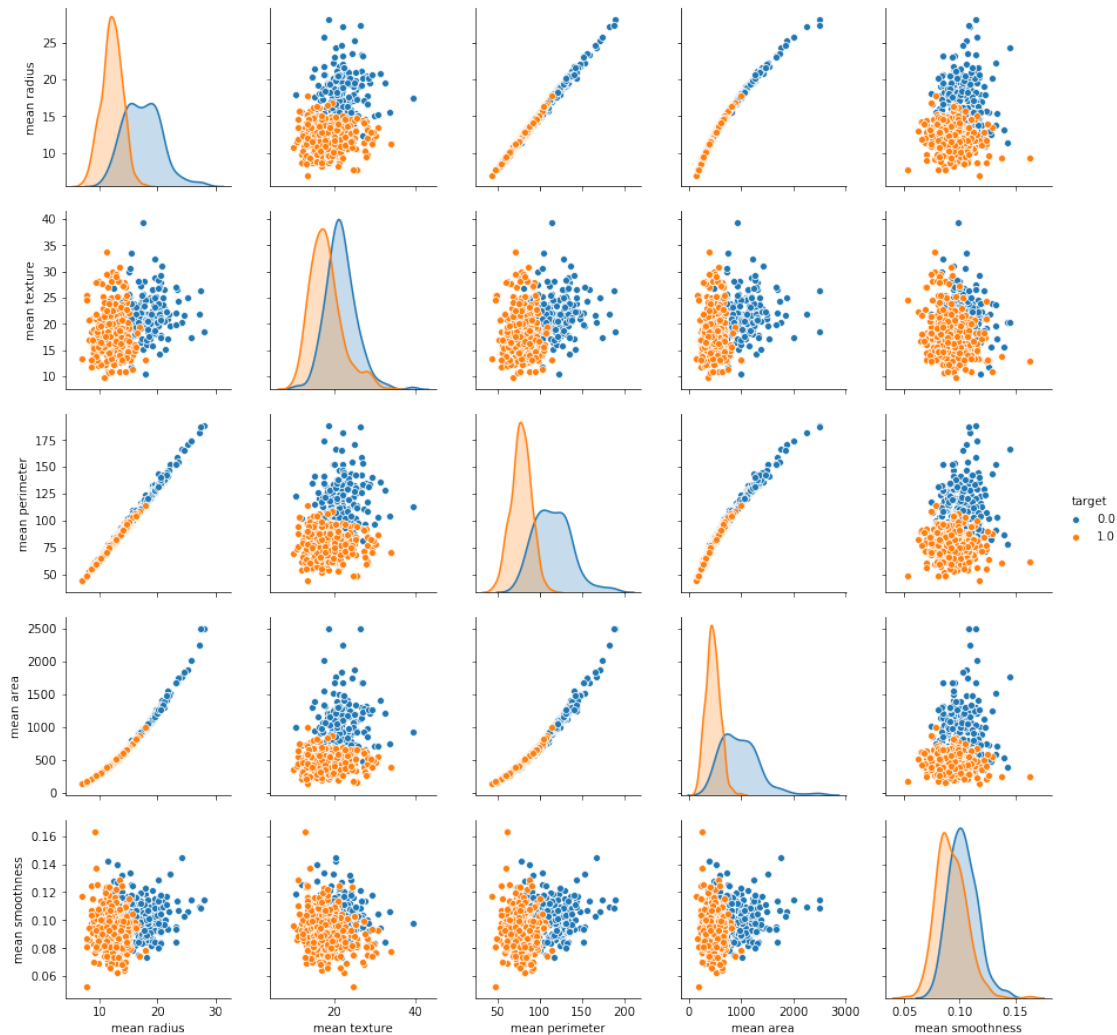 mean radius
25
20
15
10
mean texture
40
35
30
25
20
15
10
mean perimeter
175
150
125
100
75
50
target
0.0
1.0
mean area
2500
2000
1500
1000
500
0
mean smoothness
0.16
0.14
0.12
0.10
0.08
0.06
10 20 30
20 40
50 100 150 200
0 1000 2000 3000
0.05 0.10 0.15
mean radius
mean texture
mean perimeter
mean area
mean smoothness